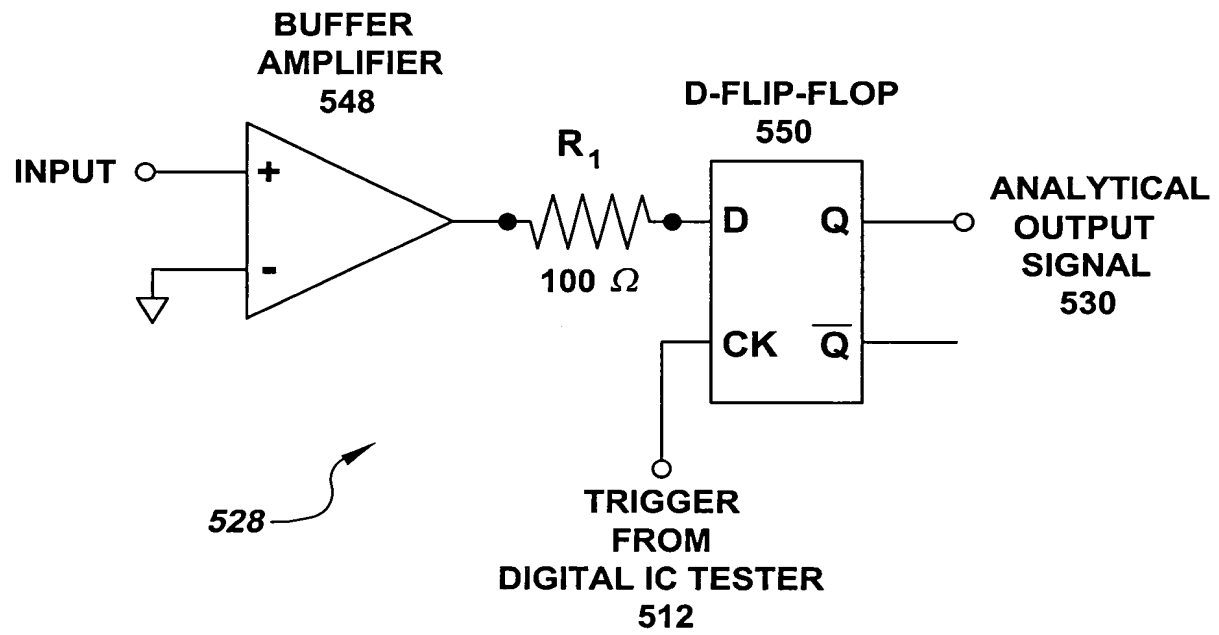 BUFFER
AMPLIFIER
548
D-FLIP-FLOP
550
INPUT
+
-
R1
100 Ω
D
Q
CK
Q̅
ANALYTICAL
OUTPUT
SIGNAL
530
528
TRIGGER
FROM
DIGITAL IC TESTER
512